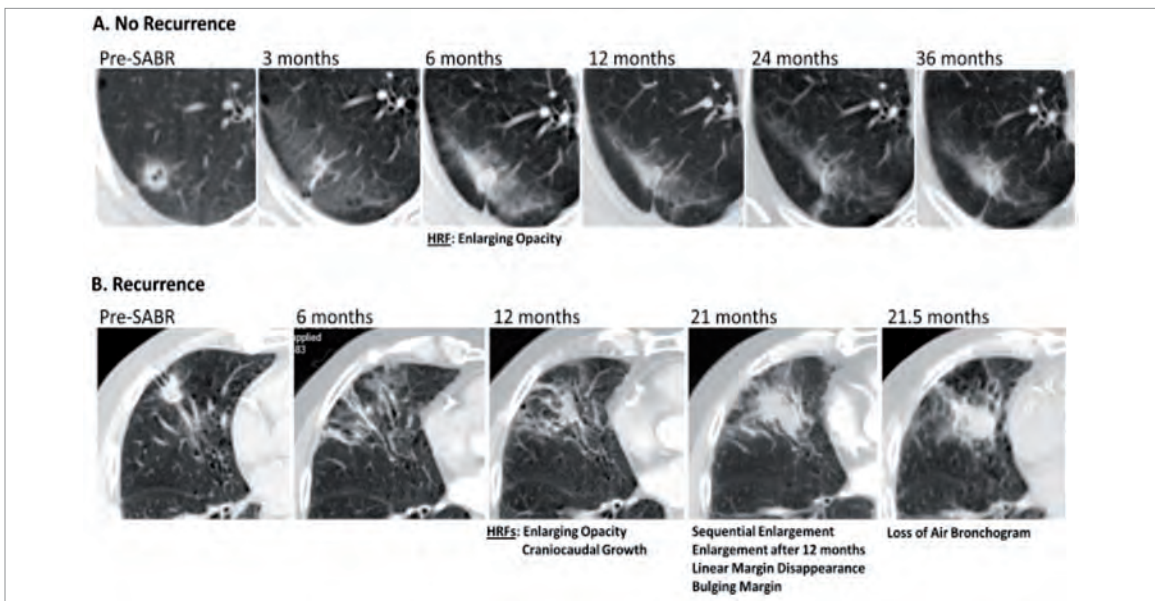 A. No Recurrence
Pre-SABR 3 months 6 months 12 months 24 months 36 months
HRF: Enlarging Opacity
B. Recurrence
Pre-SABR 6 months 12 months 21 months 21.5 months
applied
83
HRFs: Enlarging Opacity Sequential Enlargement Loss of Air Bronchogram
Craniocaudal Growth Enlargement after 12 months
Linear Margin Disappearance
Bulging Margin